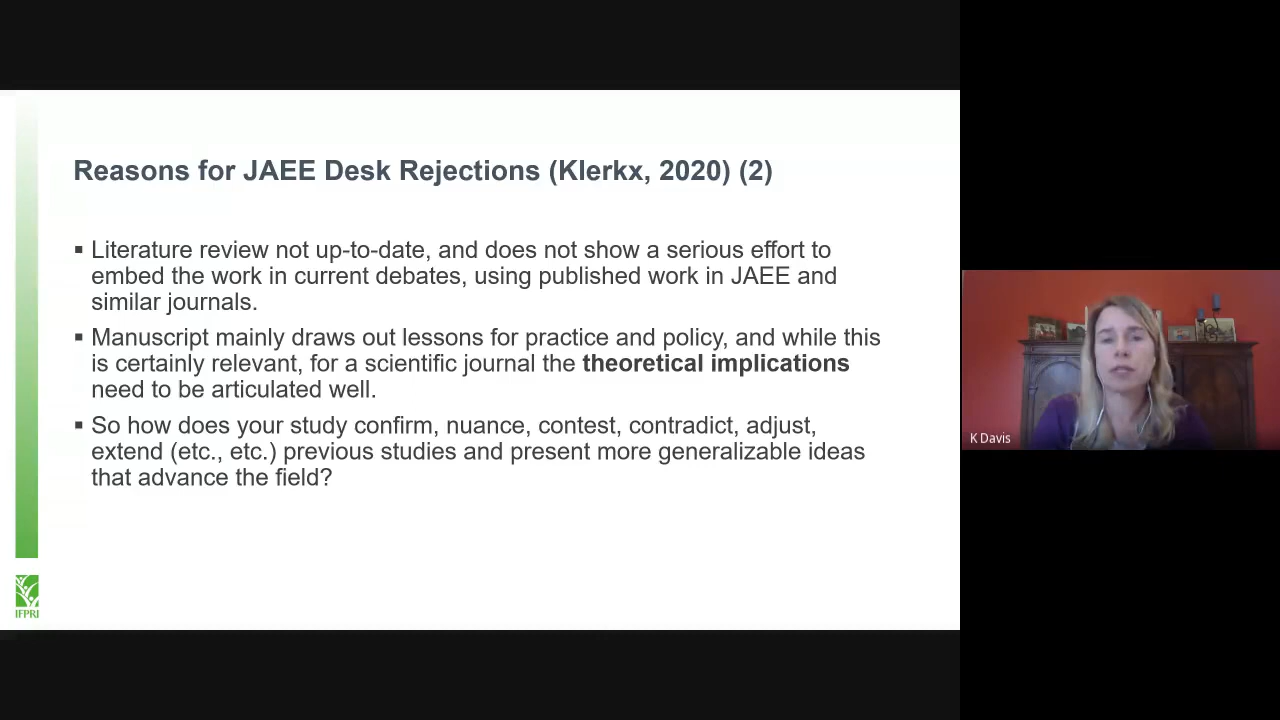 Reasons for JAEE Desk Rejections (Klerkx, 2020) (2)
▪ Literature review not up-to-date, and does not show a serious effort to
embed the work in current debates, using published work in JAEE and
similar journals.
▪ Manuscript mainly draws out lessons for practice and policy, and while this
is certainly relevant, for a scientific journal the theoretical implications
need to be articulated well.
▪ So how does your study confirm, nuance, contest, contradict, adjust,
extend (etc., etc.) previous studies and present more generalizable ideas
that advance the field?
IFPRI
K Davis